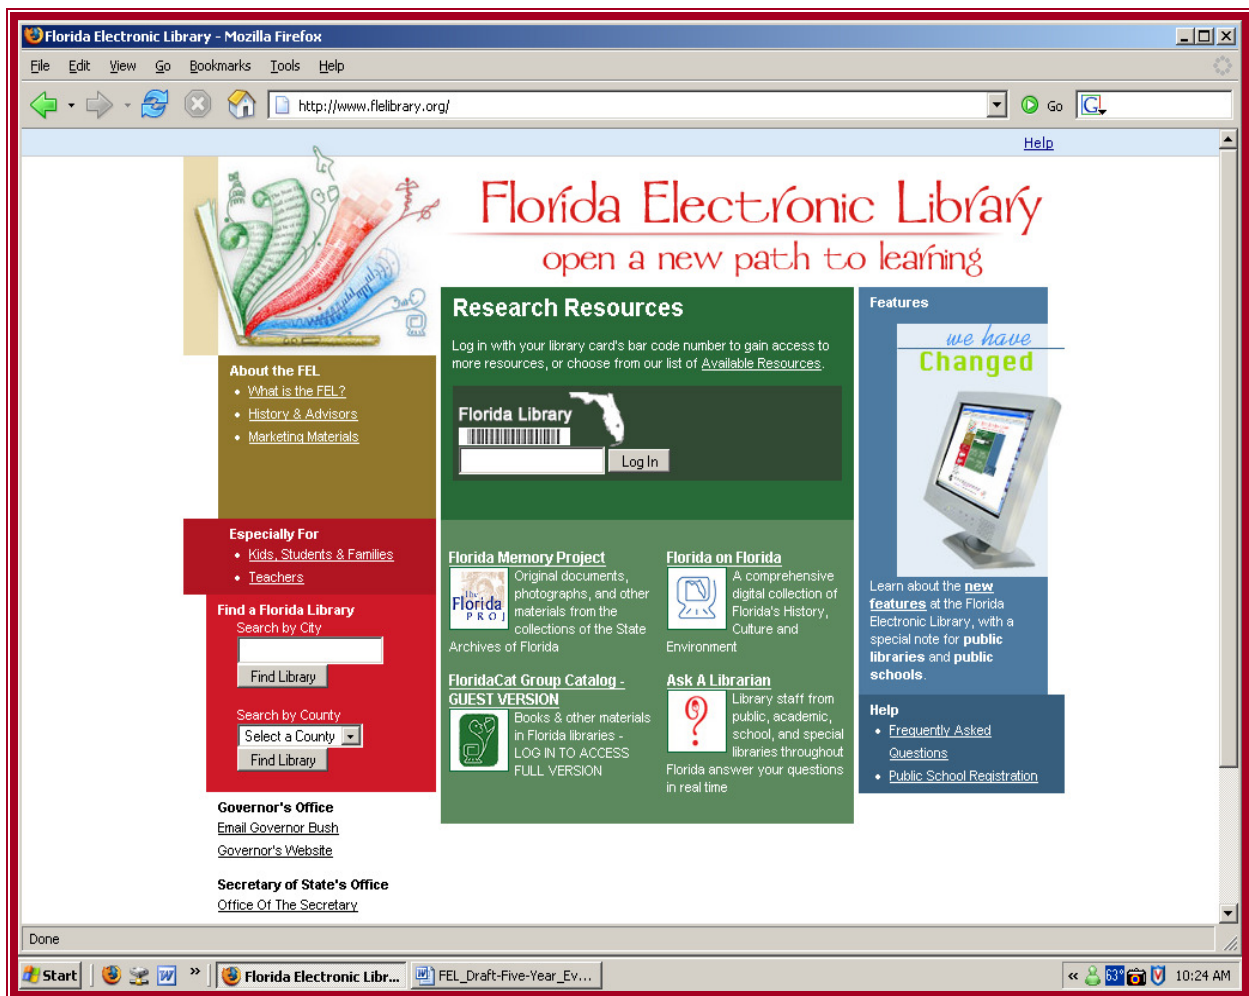 Florida Electronic Library - Mozilla Firefox
File Edit View Go Bookmarks Tools Help
http://www.flelibrary.org/
Go
G
Help
Florida Electronic Library
open a new path to learning
About the FEL
What is the FEL?
History & Advisors
Marketing Materials
Especially For
Kids, Students & Families
Teachers
Find a Florida Library
Search by City
Find Library
Search by County
Select a County
Find Library
Governor's Office
Email Governor Bush
Governor's Website
Secretary of State's Office
Office Of The Secretary
Research Resources
Log in with your library card's bar code number to gain access to
more resources, or choose from our list of Available Resources.
Florida Library
Log In
Florida Memory Project
The
Florida
PROJ
Original documents,
photographs, and other
materials from the
collections of the State
Archives of Florida
Florida on Florida
A comprehensive
digital collection of
Florida's History,
Culture and
Environment
FloridaCat Group Catalog -
GUEST VERSION
Books & other materials
in Florida libraries -
LOG IN TO ACCESS
FULL VERSION
Ask A Librarian
Library staff from
public, academic,
school, and special
libraries throughout
Florida answer your questions
in real time
Features
we have
Changed
Learn about the new
features at the Florida
Electronic Library, with a
special note for public
libraries and public
schools.
Help
Frequently Asked
Questions
Public School Registration
Done
Start
Florida Electronic Libr...
FEL_Draft-Five-Year_Ev...
63°
10:24 AM